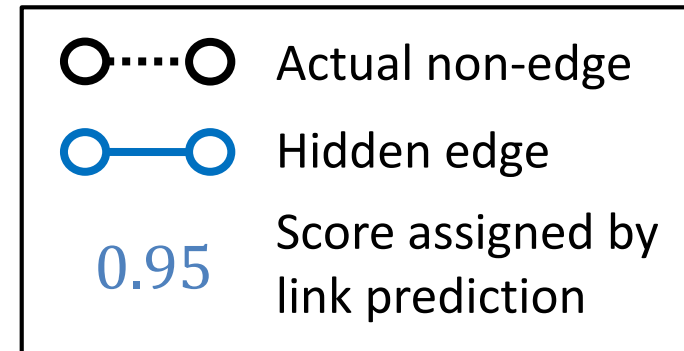 Actual non-edge
Hidden edge
0.95
Score assigned by
link prediction